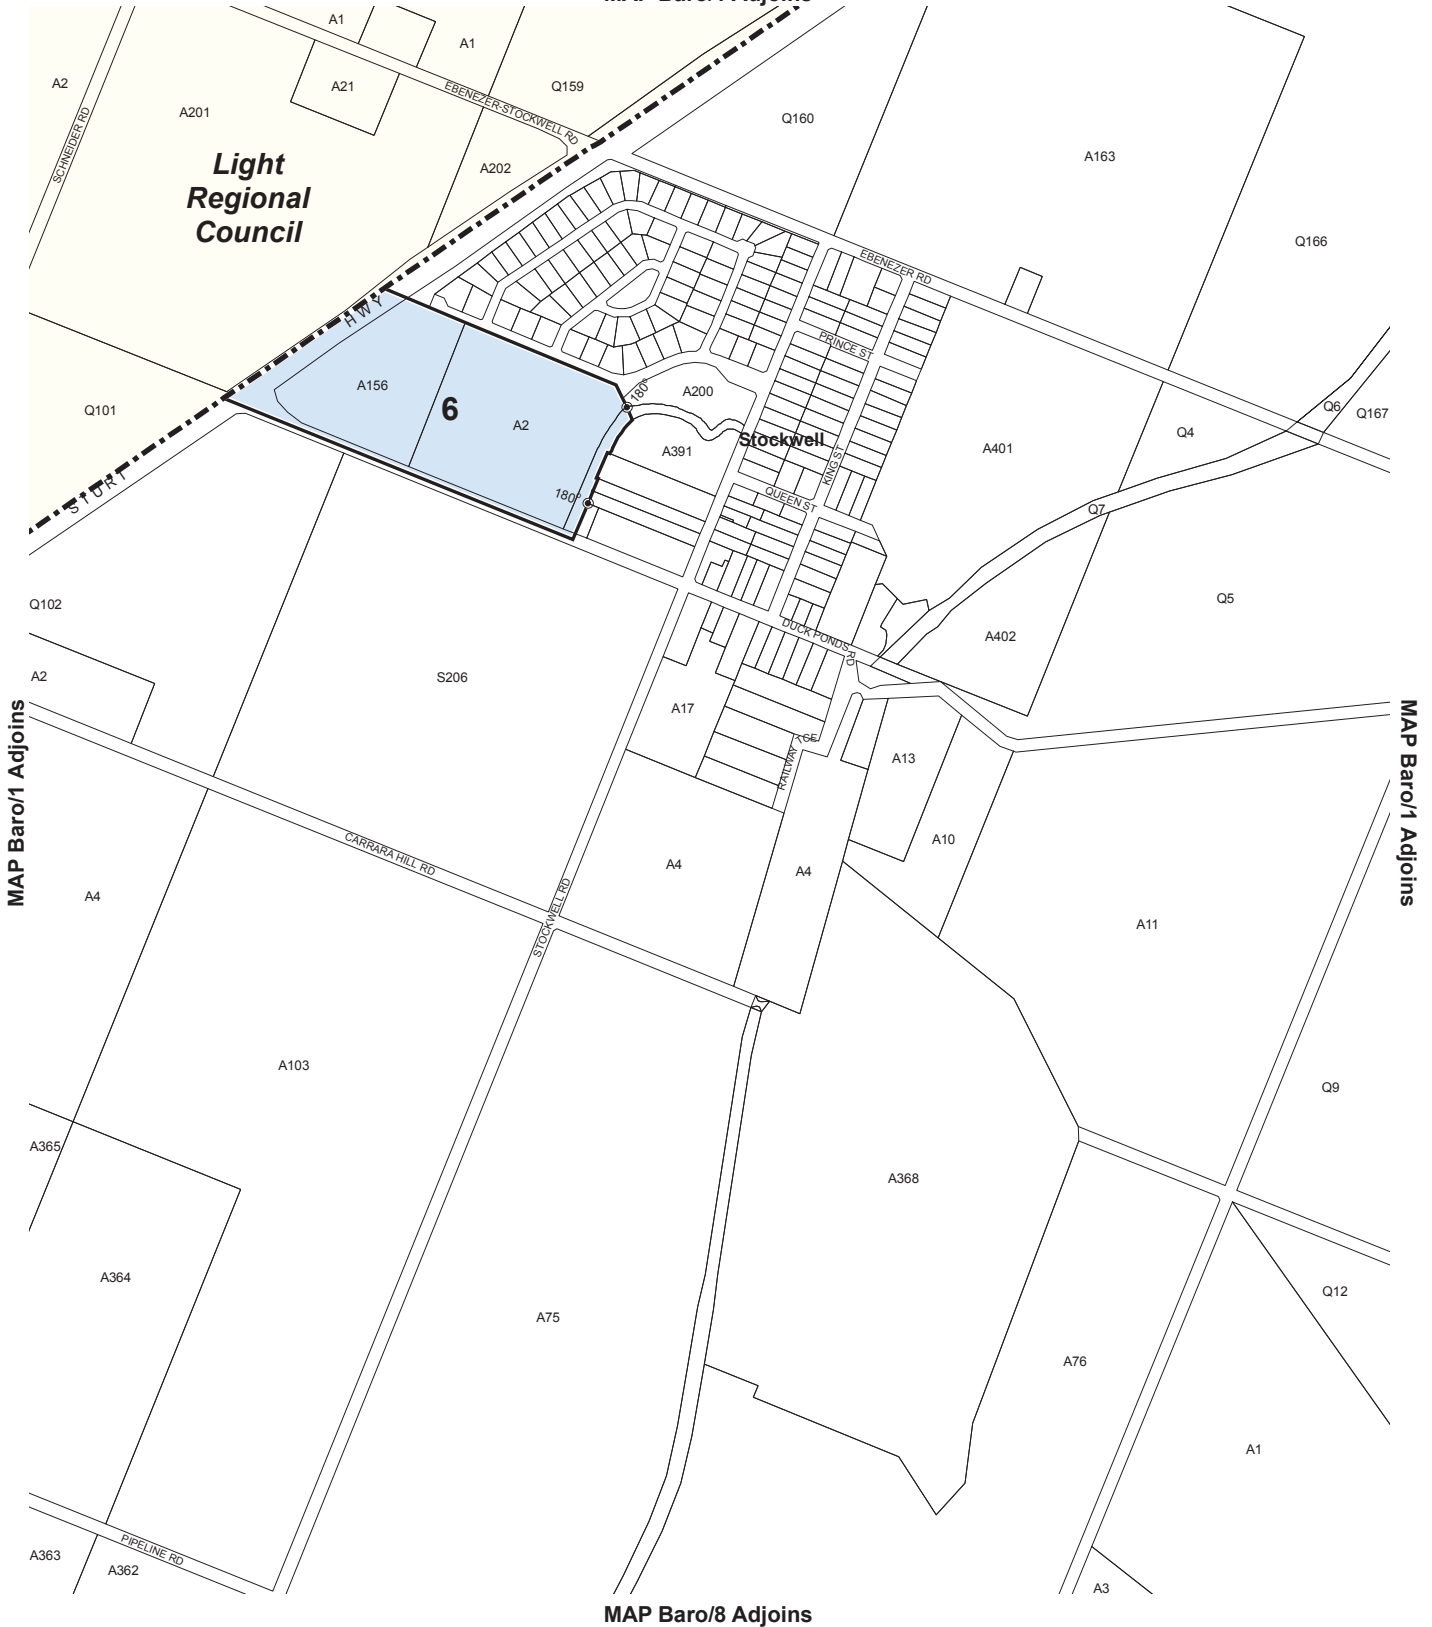 A1
A1
A2
A21
Q159
EBENEZER-STOCKWELL RD
A201
SCHNEIDER RD
Q160
A163
Light
Regional
Council
A202
Q166
EBENEZER RD
HWY
PRINCE ST
A156
180°
A200
6
A2
Q101
Q6
Q167
Q4
Stockwell
A391
A401
KING ST
STURT
180°
QUEEN ST
Q7
Q102
Q5
DUCK PONDS RD
A402
A2
S206
A17
MAP Baro/1 Adjoins
MAP Baro/1 Adjoins
RAILWAY TCE
A13
A10
CARRARA HILL RD
A4
A4
A4
STOCKWELL RD
A11
A103
Q9
A365
A368
A364
Q12
A75
A76
A1
PIPELINE RD
A363
A362
A3
MAP Baro/8 Adjoins